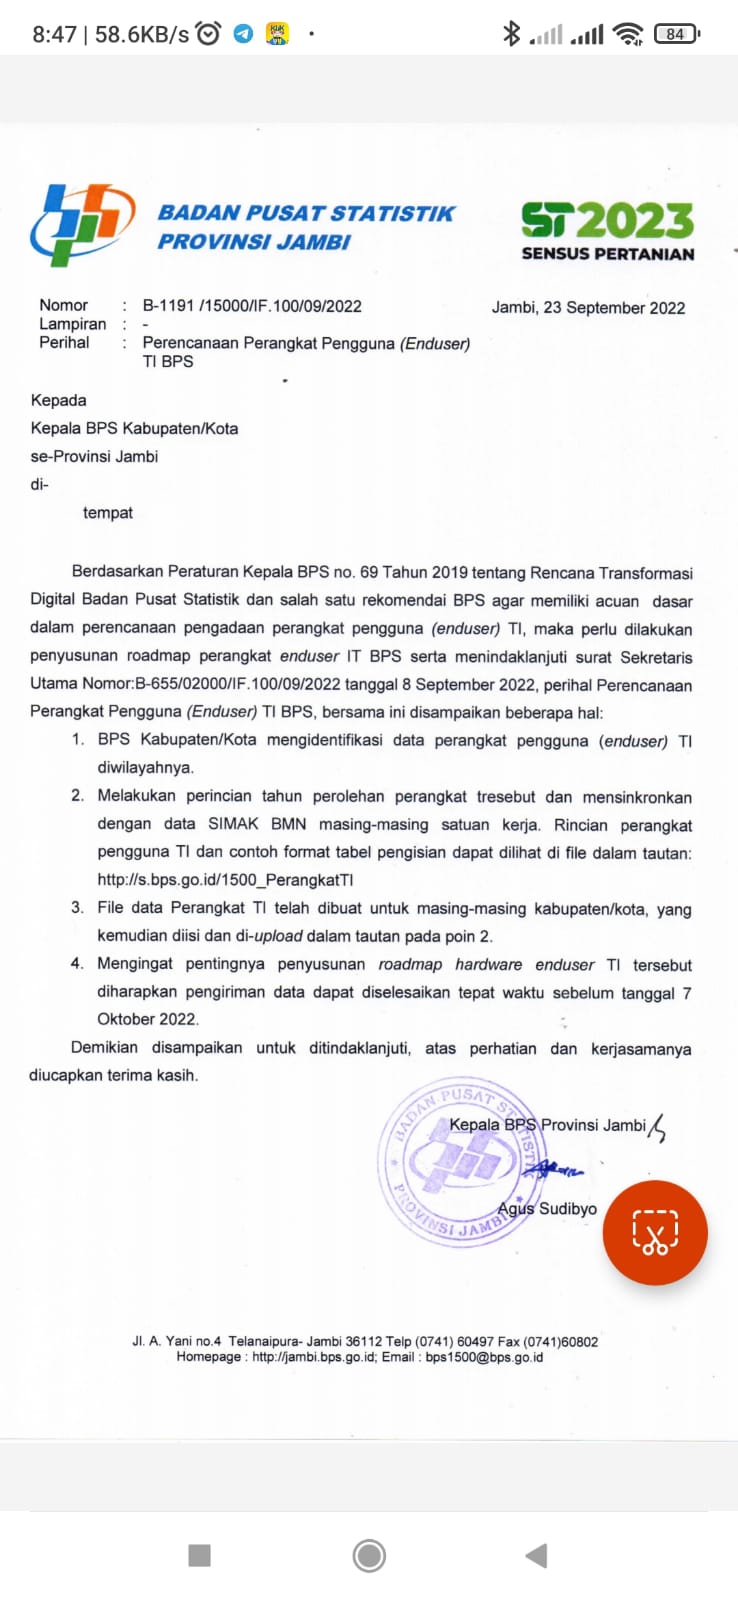 8:47 | 58.6KB/s
84
BADAN PUSAT STATISTIK
PROVINSI JAMBI
ST2023
SENSUS PERTANIAN
Nomor : B-1191 /15000/IF.100/09/2022
Jambi, 23 September 2022
Lampiran : -
Perihal : Perencanaan Perangkat Pengguna (Enduser)
TI BPS
Kepada
Kepala BPS Kabupaten/Kota
se-Provinsi Jambi
di-
tempat
Berdasarkan Peraturan Kepala BPS no. 69 Tahun 2019 tentang Rencana Transformasi
Digital Badan Pusat Statistik dan salah satu rekomendai BPS agar memiliki acuan dasar
dalam perencanaan pengadaan perangkat pengguna (enduser) TI, maka perlu dilakukan
penyusunan roadmap perangkat enduser IT BPS serta menindaklanjuti surat Sekretaris
Utama Nomor:B-655/02000/IF.100/09/2022 tanggal 8 September 2022, perihal Perencanaan
Perangkat Pengguna (Enduser) TI BPS, bersama ini disampaikan beberapa hal:
1. BPS Kabupaten/Kota mengidentifikasi data perangkat pengguna (enduser) TI
diwilayahnya.
2. Melakukan perincian tahun perolehan perangkat tresebut dan mensinkronkan
dengan data SIMAK BMN masing-masing satuan kerja. Rincian perangkat
pengguna TI dan contoh format tabel pengisian dapat dilihat di file dalam tautan:
http://s.bps.go.id/1500_PerangkatTI
3. File data Perangkat TI telah dibuat untuk masing-masing kabupaten/kota, yang
kemudian diisi dan di-upload dalam tautan pada poin 2.
4. Mengingat pentingnya penyusunan roadmap hardware enduser TI tersebut
diharapkan pengiriman data dapat diselesaikan tepat waktu sebelum tanggal 7
Oktober 2022.
Demikian disampaikan untuk ditindaklanjuti, atas perhatian dan kerjasamanya
diucapkan terima kasih.
Kepala BPS Provinsi Jambi
BADAN PUSAT STATISTIK
PROVINSI JAMBI
Agus Sudibyo
Jl. A. Yani no.4 Telanaipura- Jambi 36112 Telp (0741) 60497 Fax (0741)60802
Homepage : http://jambi.bps.go.id; Email : bps1500@bps.go.id